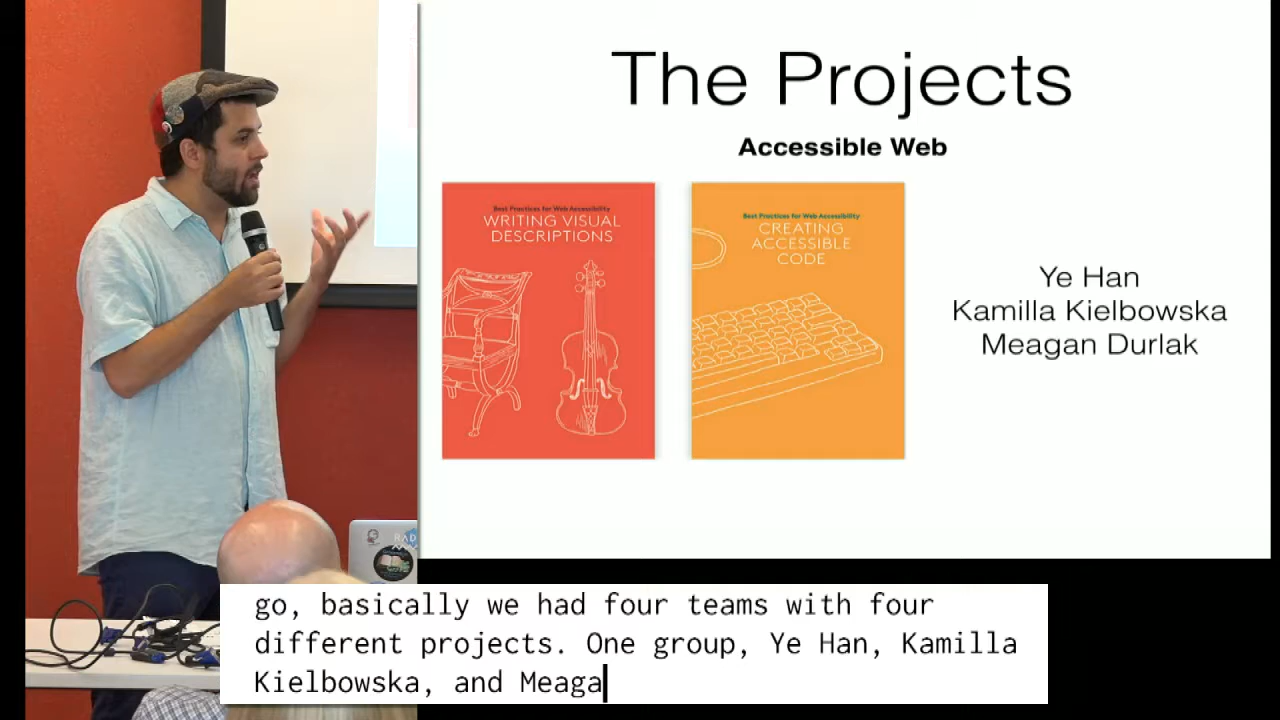 The Projects
Accessible Web
Best Practices for Web Accessibility
WRITING VISUAL
DESCRIPTIONS
Best Practices for Web Accessibility
CREATING
ACCESSIBLE
CODE
Ye Han
Kamilla Kielbowska
Meagan Durlak
RAD
go, basically we had four teams with four
different projects. One group, Ye Han, Kamilla
Kielbowska, and Meaga